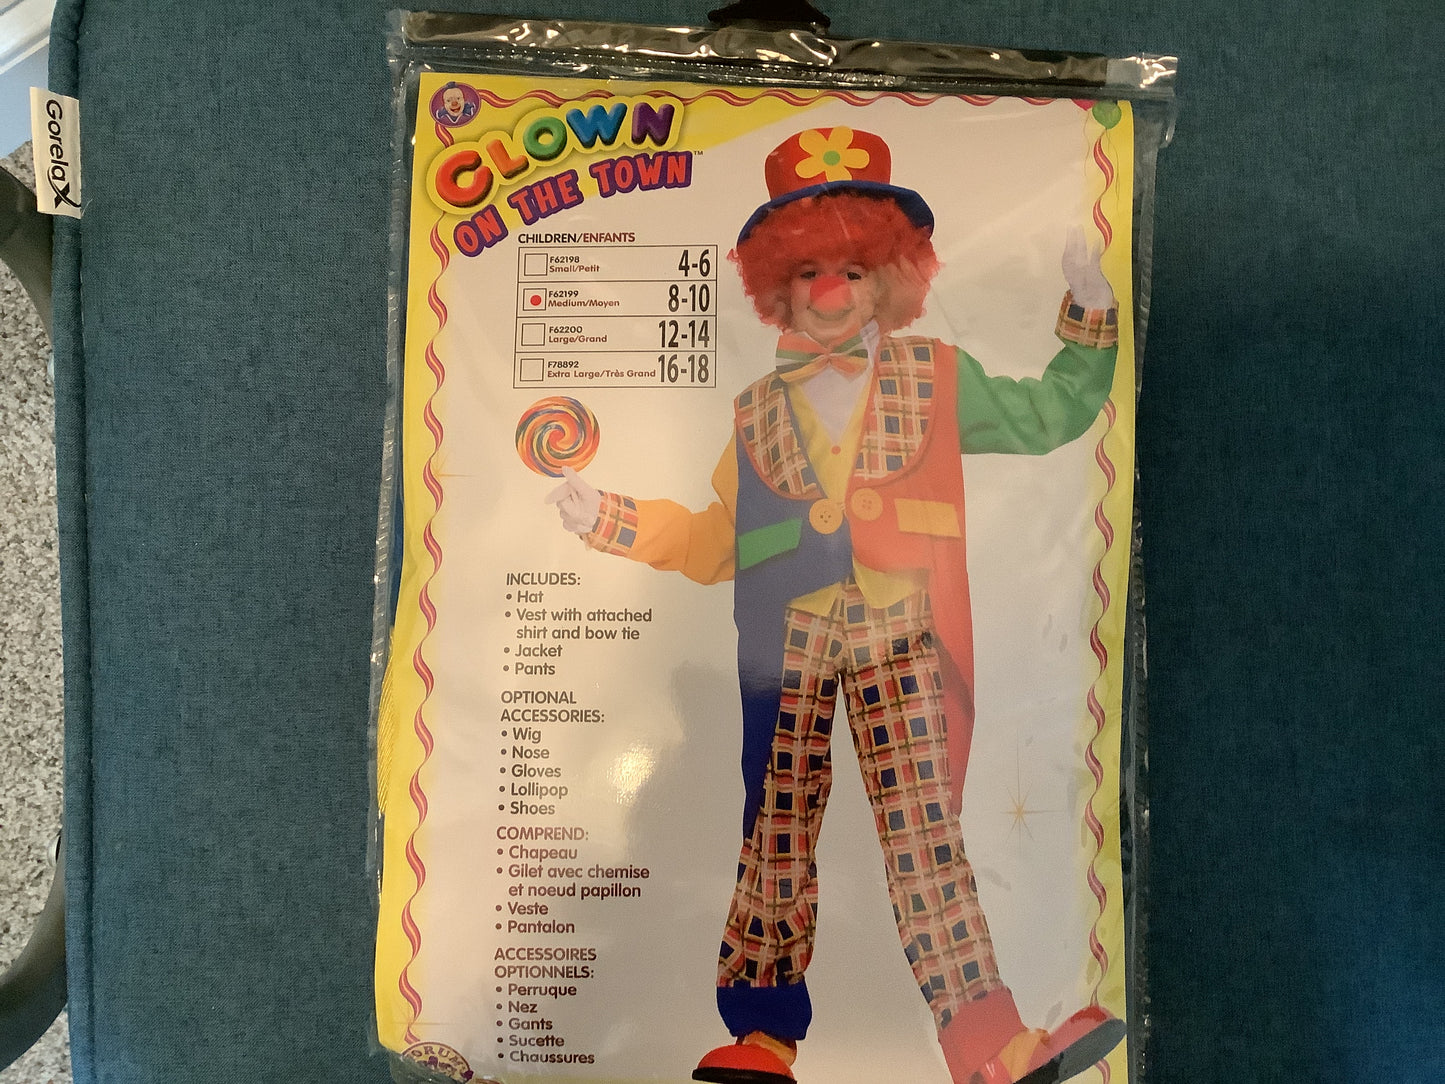 Gorelax
CLOWN
ON THE TOWN™
CHILDREN/ENFANTS
F62198
Small/Petit
4-6
F62199
Medium/Moyen
8-10
F62200
Large/Grand
12-14
F78892
Extra Large/Très Grand
16-18
INCLUDES:
• Hat
• Vest with attached
shirt and bow tie
• Jacket
• Pants
OPTIONAL
ACCESSORIES:
• Wig
• Nose
• Gloves
• Lollipop
• Shoes
COMPREND:
• Chapeau
• Gilet avec chemise
et noeud papillon
• Veste
• Pantalon
ACCESSOIRES
OPTIONNELS:
• Perruque
• Nez
• Gants
• Sucette
• Chaussures